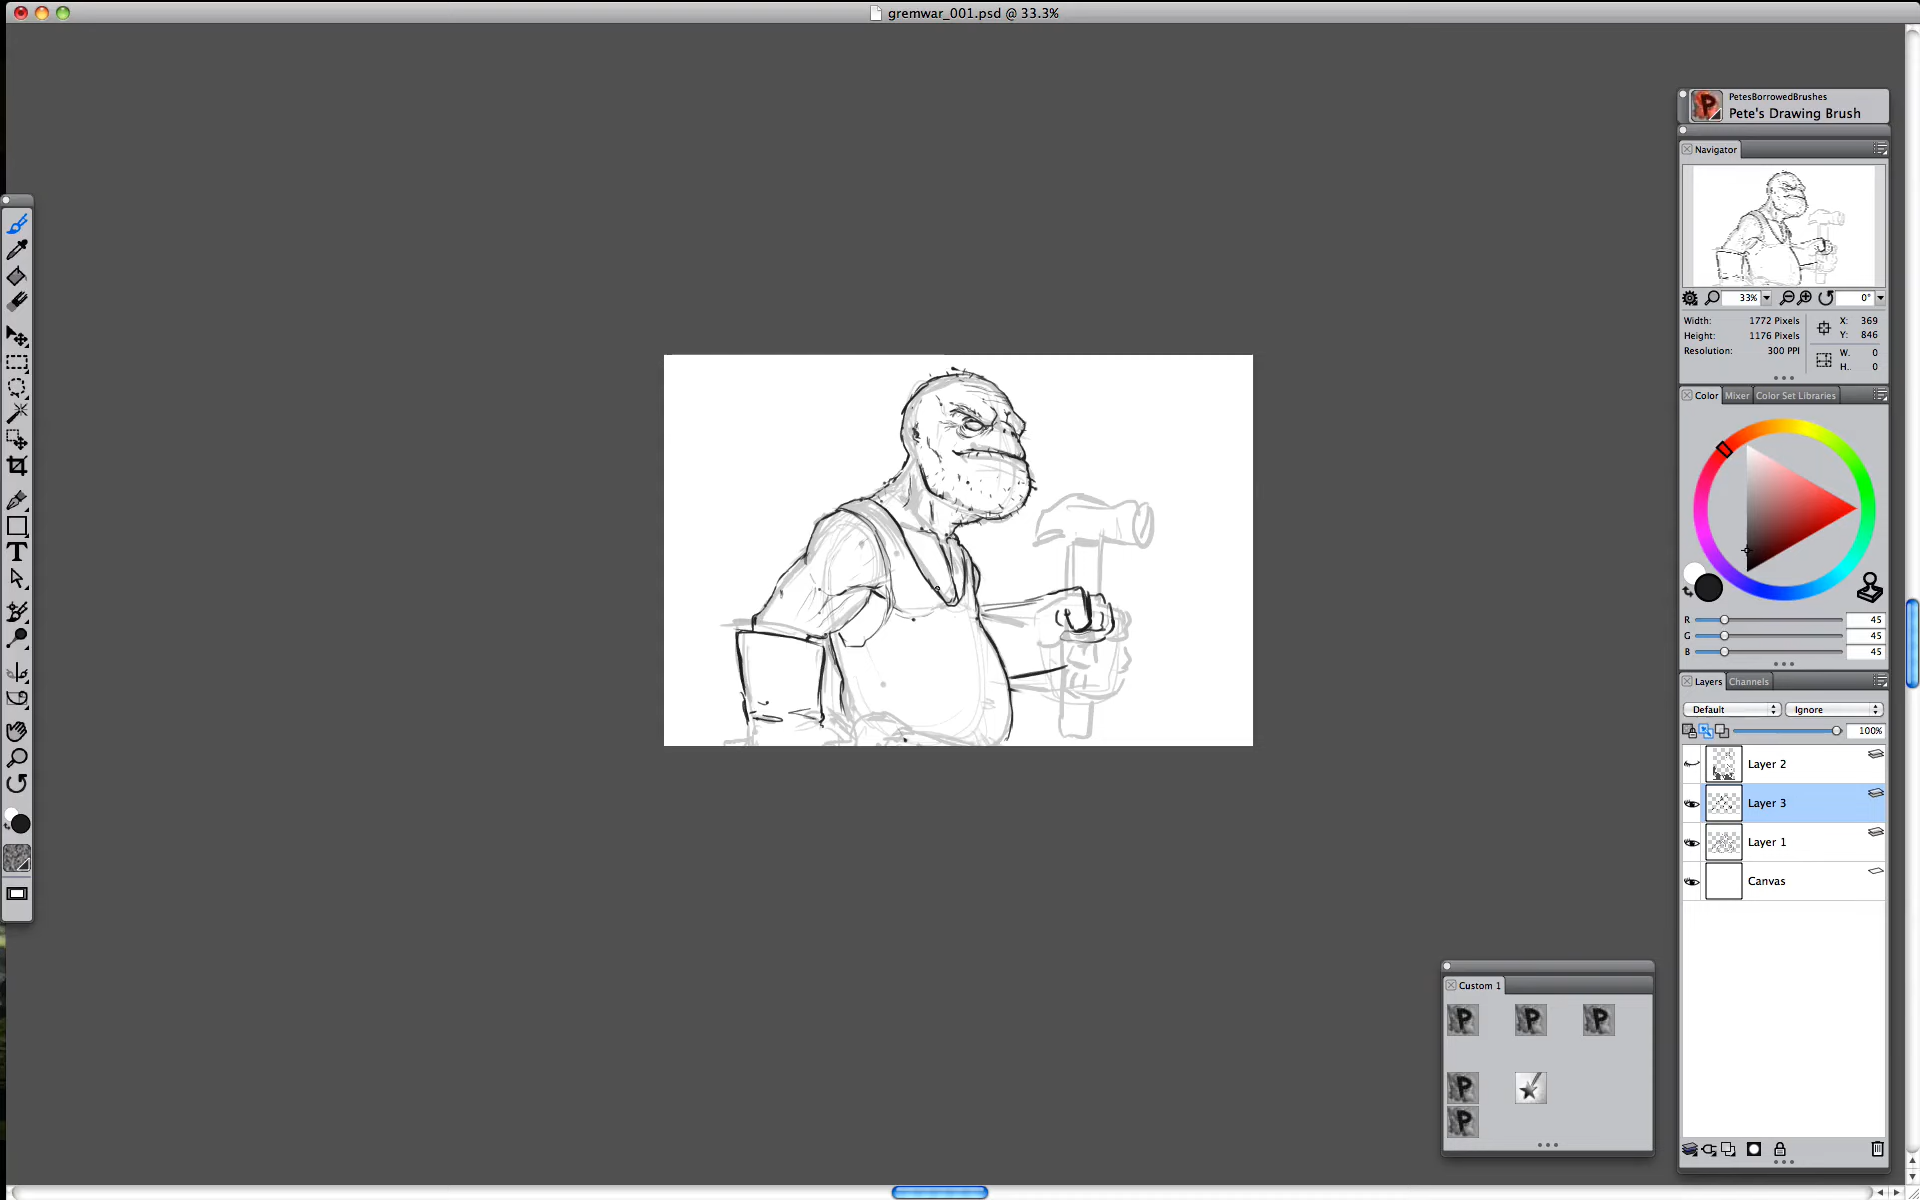 gremwar_001.psd @ 33.3%
PetesBorrowedBrushes
Pete's Drawing Brush
Navigator
33%
0°
Width: 1772 Pixels X: 369
Height: 1176 Pixels Y: 846
Resolution: 300 PPI W. 0
H.. 0
Color Mixer Color Set Libraries
R 45
G 45
B 45
Layers Channels
Default Ignore
100%
Layer 2
Layer 3
Layer 1
Canvas
Custom 1
P P P
P
P
T